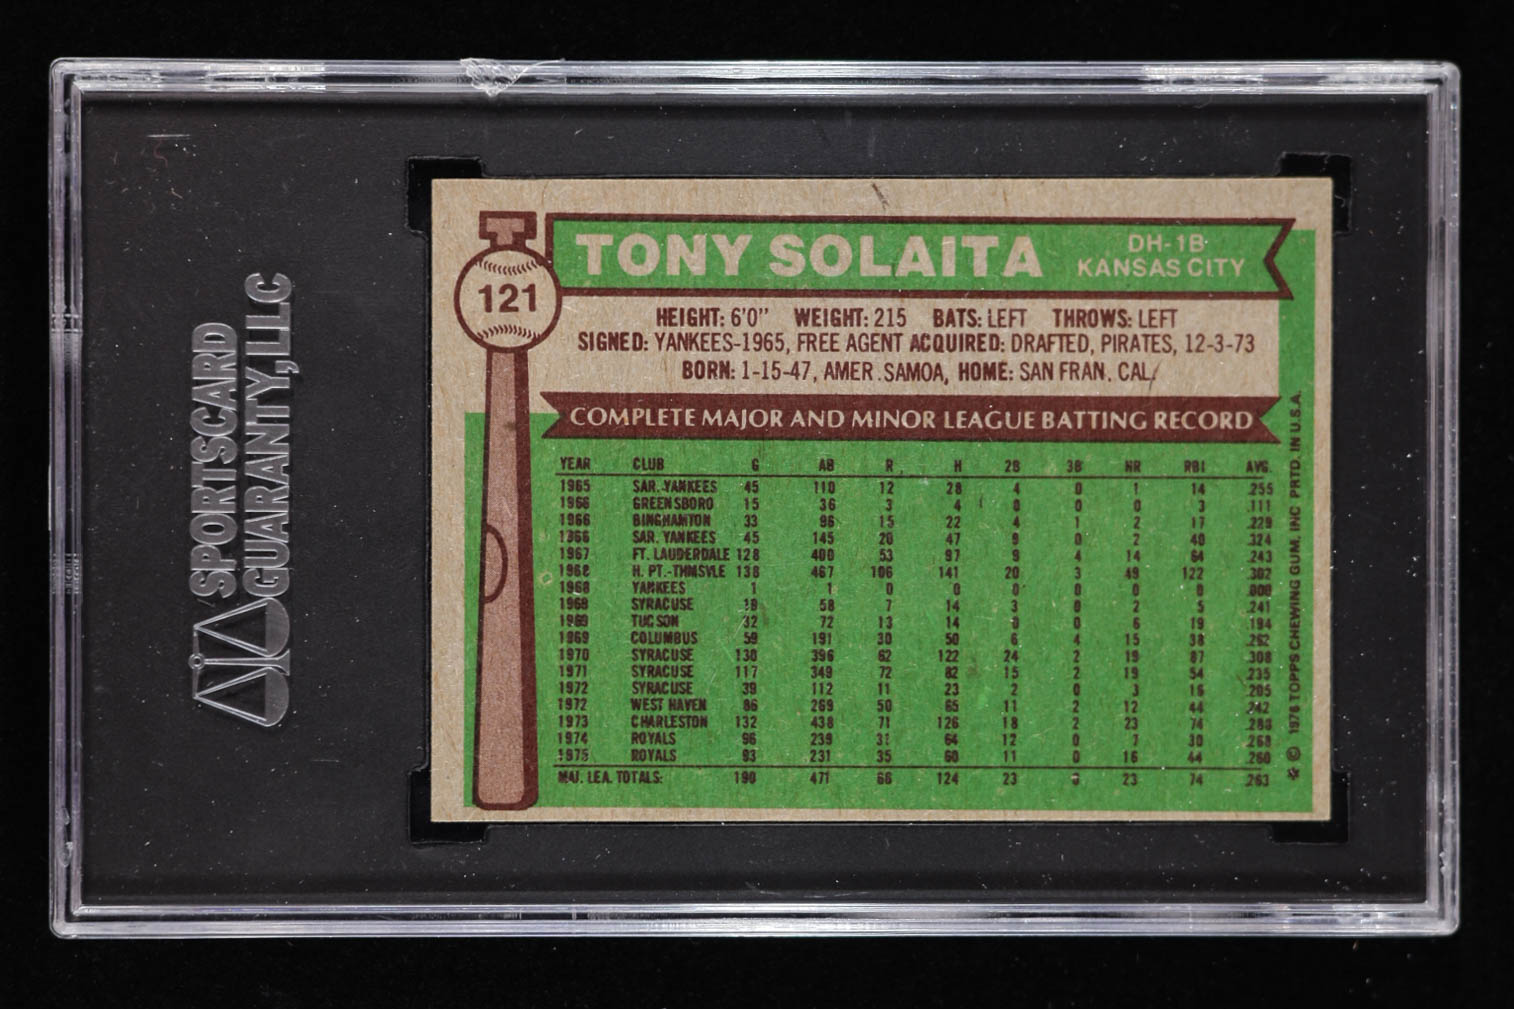 SPORTSCARD
GUARANTY, LLC
121
TONY SOLAITA
DH-1B
KANSAS CITY
HEIGHT: 6'0" WEIGHT: 215 BATS: LEFT THROWS: LEFT
SIGNED: YANKEES-1965, FREE AGENT ACQUIRED: DRAFTED, PIRATES, 12-3-73
BORN: 1-15-47, AMER. SAMOA, HOME: SAN FRAN. CAL.
COMPLETE MAJOR AND MINOR LEAGUE BATTING RECORD
YEAR CLUB G AB R H 2B 3B HR RBI AVG.
1965 SAR. YANKEES 45 110 12 28 4 0 1 14 .255
1966 GREENSBORO 15 36 3 4 0 0 0 3 .111
1966 BINGHAMTON 33 96 15 22 4 1 2 17 .229
1966 SAR. YANKEES 45 145 20 47 9 0 2 40 .324
1967 FT. LAUDERDALE 128 400 53 97 9 4 14 64 .243
1968 H. PT.-THMSVLE 138 467 106 141 20 3 49 122 .302
1968 YANKEES 1 1 0 0 0 0 0 0 .000
1968 SYRACUSE 19 58 7 14 3 0 2 5 .241
1969 TUCSON 32 72 13 14 0 0 6 19 .194
1969 COLUMBUS 59 191 30 50 6 4 15 38 .262
1970 SYRACUSE 130 396 62 122 24 2 19 87 .308
1971 SYRACUSE 117 349 72 82 15 2 19 54 .235
1972 SYRACUSE 39 112 11 23 2 0 3 16 .205
1972 WEST HAVEN 86 269 50 65 11 2 12 44 .242
1973 CHARLESTON 132 438 71 126 18 2 23 74 .288
1974 ROYALS 96 239 31 64 12 0 7 30 .268
1975 ROYALS 93 231 35 60 11 0 16 44 .260
MAJ. LEA. TOTALS: 190 471 66 124 23 0 23 74 .263
* © 1976 TOPPS CHEWING GUM, INC PRTD. IN U.S.A.